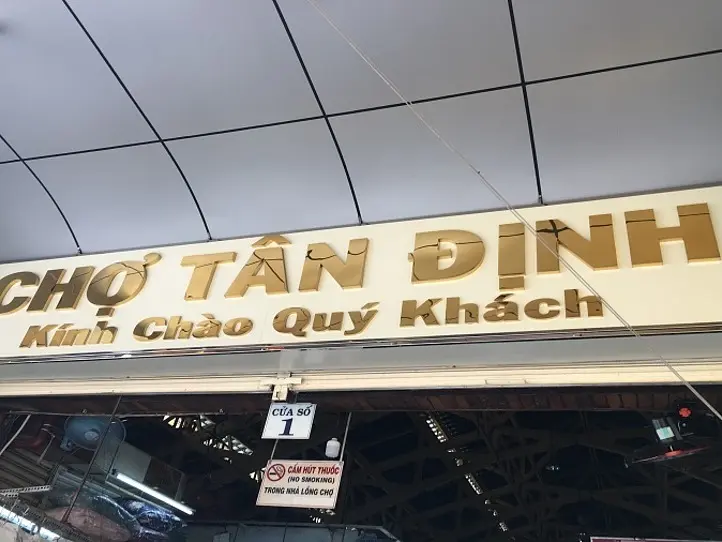 CHỢ TÂN ĐỊNH
Kính Chào Quý Khách
CỬA SỐ
1
CẤM HÚT THUỐC
(NO SMOKING)
TRONG NHÀ LỒNG CHỢ